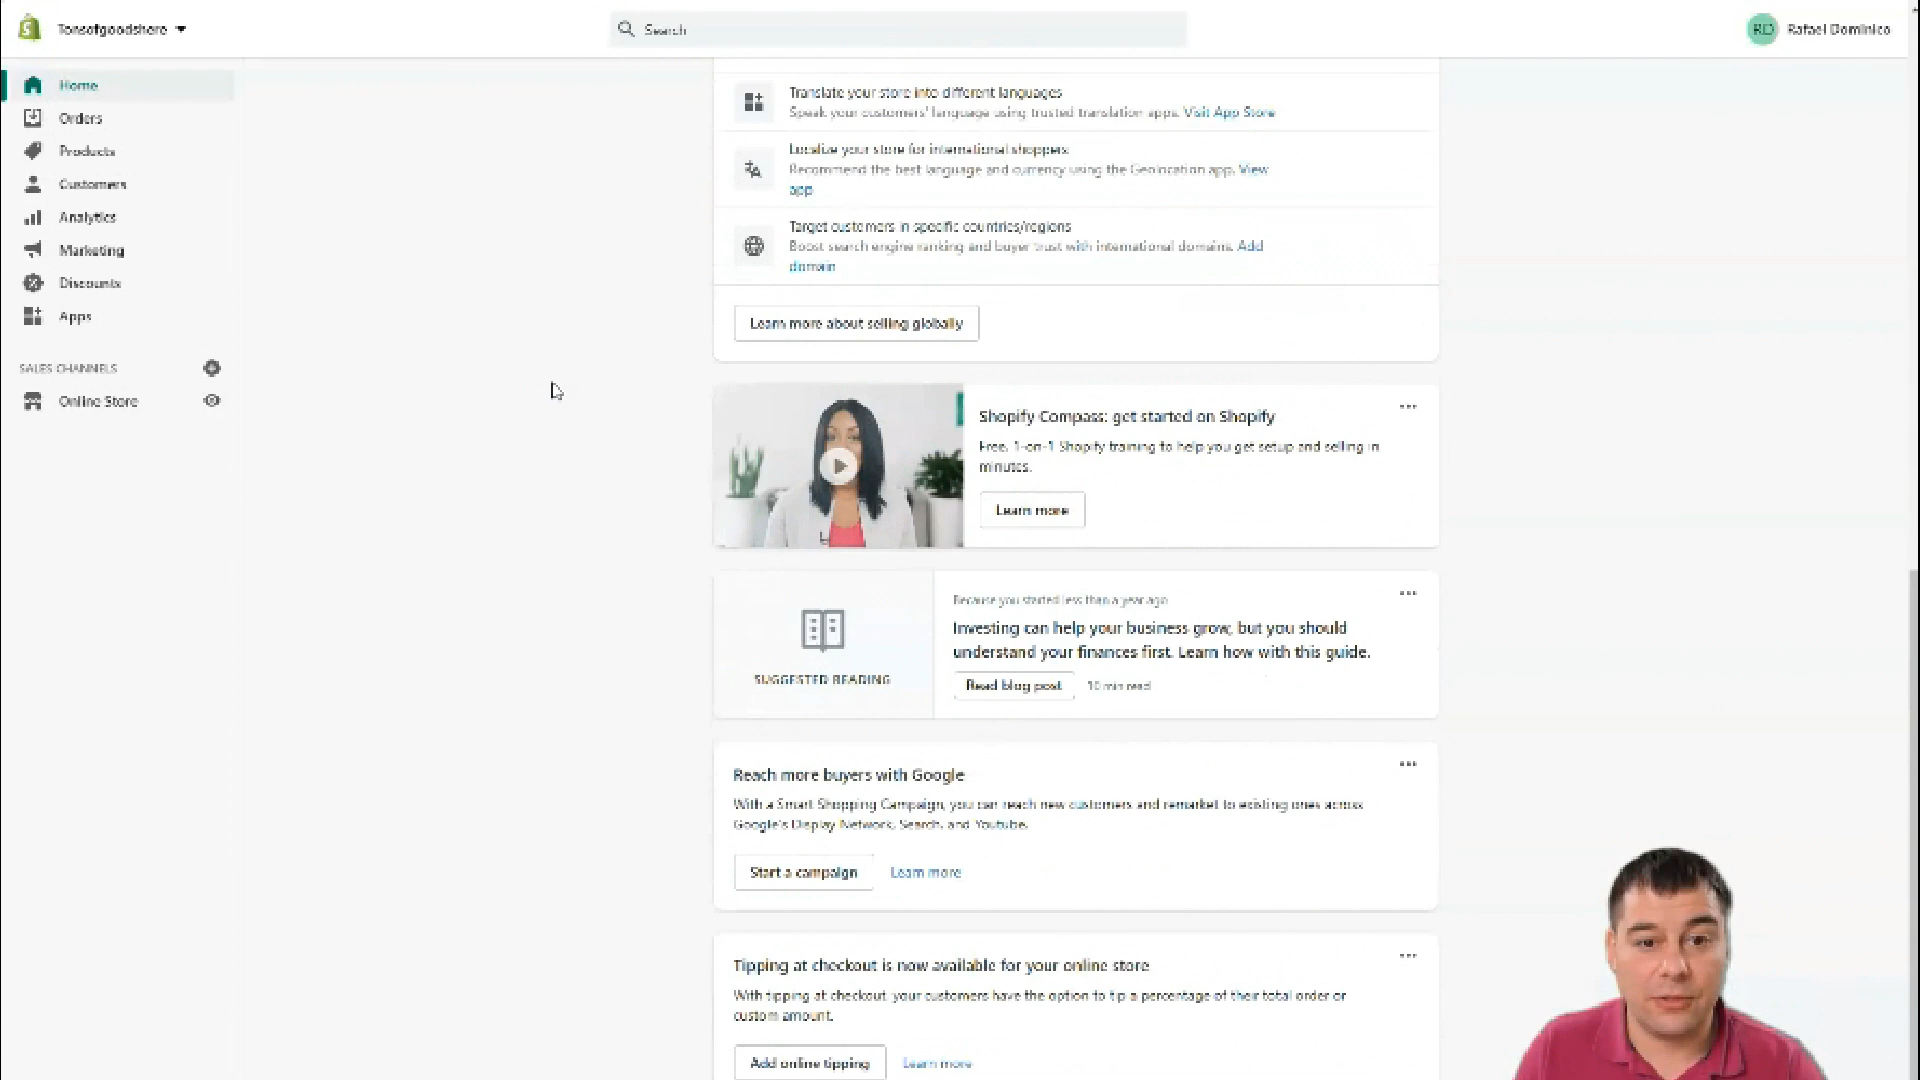 Tonsofgoodshere
Search
RD Rafael Dominico
Home
Orders
Products
Customers
Analytics
Marketing
Discounts
Apps
SALES CHANNELS
Online Store
Translate your store into different languages
Speak your customers' language using trusted translation apps. Visit App Store
Localize your store for international shoppers
Recommend the best language and currency using the Geolocation app. View
app
Target customers in specific countries/regions
Boost search engine ranking and buyer trust with international domains. Add
domain
Learn more about selling globally
Shopify Compass: get started on Shopify
Free, 1-on-1 Shopify training to help you get setup and selling in
minutes.
Learn more
SUGGESTED READING
Because you started less than a year ago
Investing can help your business grow, but you should
understand your finances first. Learn how with this guide.
Read blog post 10 min read
Reach more buyers with Google
With a Smart Shopping Campaign, you can reach new customers and remarket to existing ones across
Google's Display Network, Search, and Youtube.
Start a campaign Learn more
Tipping at checkout is now available for your online store
With tipping at checkout, your customers have the option to tip a percentage of their total order or
custom amount.
Add online tipping Learn more